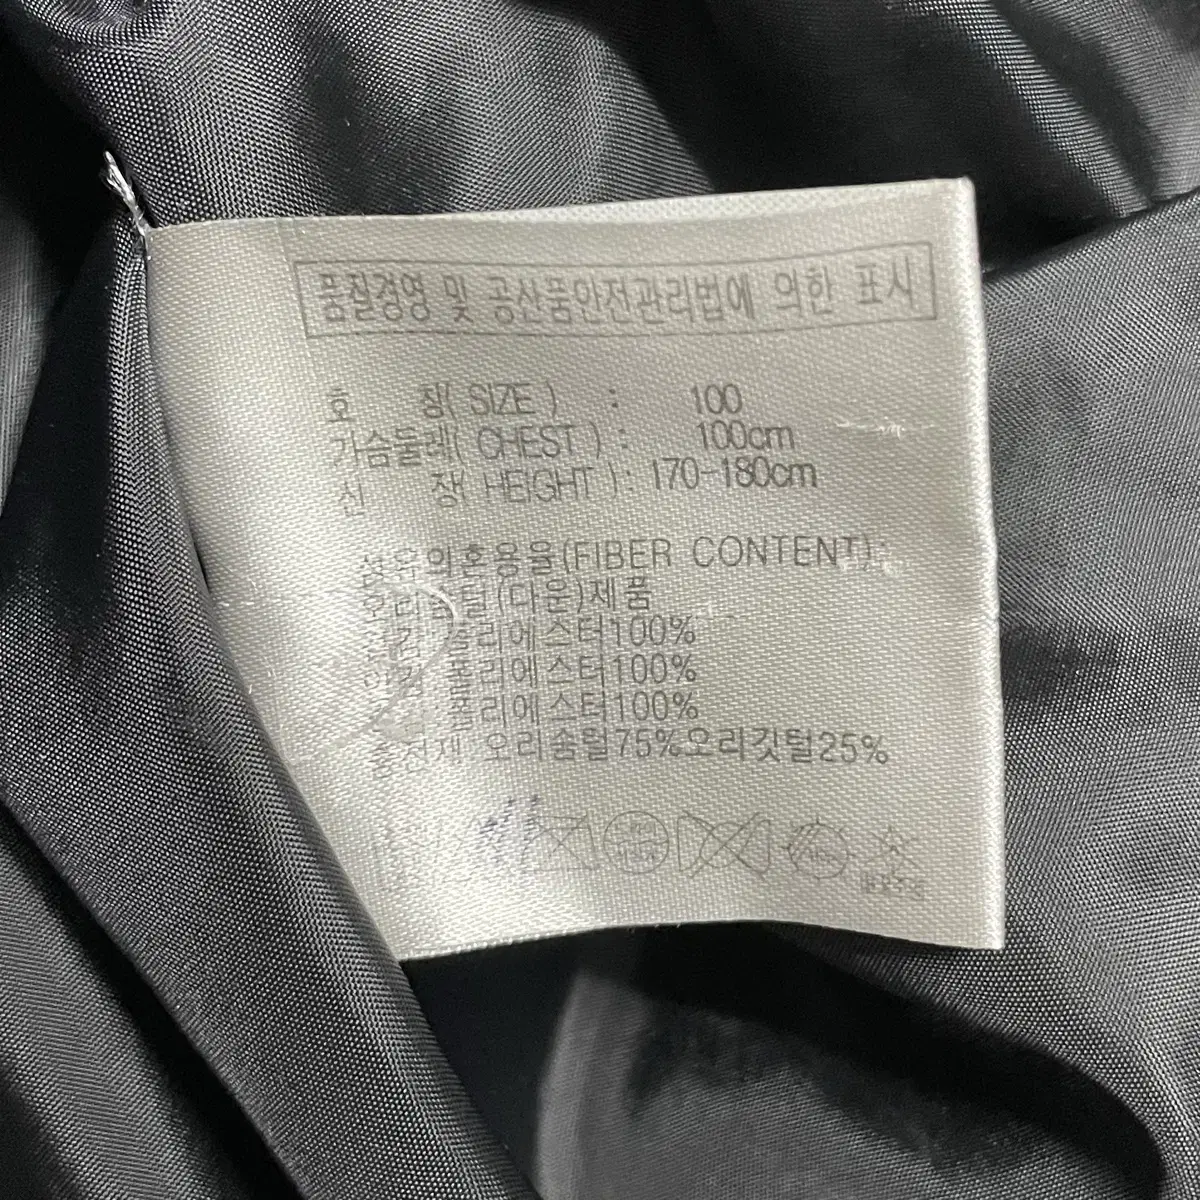 품질경영 및 공산품안전관리법에 의한 표시
호 칭( SIZE ) : 100
가슴둘레( CHEST ) : 100cm
신 장( HEIGHT ) : 170-180cm
섬유의혼용율(FIBER CONTENT):
(다운)제품
폴리에스터100%
폴리에스터100%
폴리에스터100%
충전재 오리솜털75%오리깃털25%